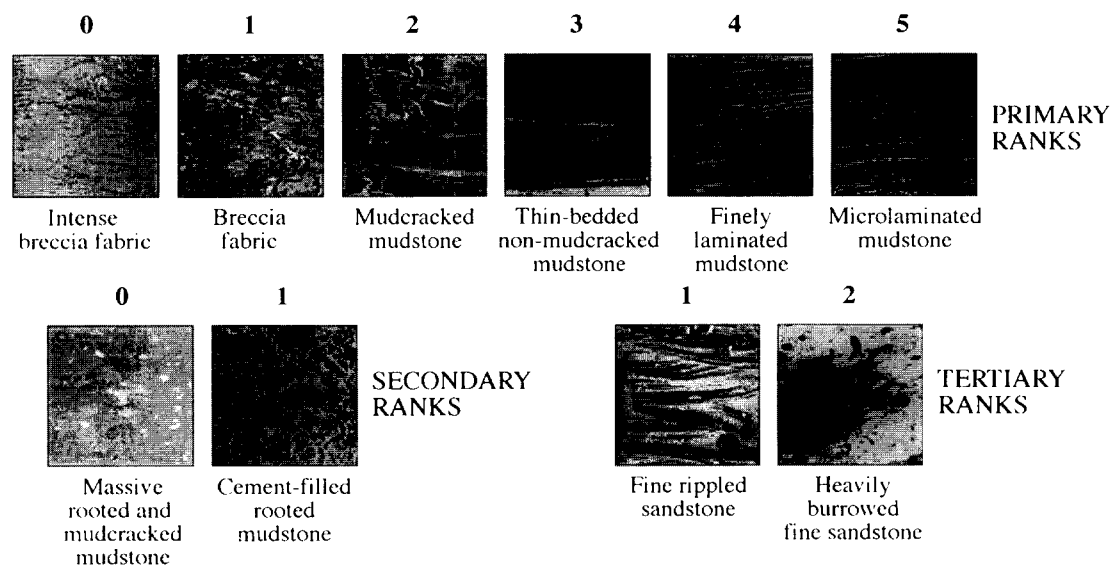 0 1 2 3 4 5
PRIMARY
RANKS
Intense
breccia fabric
Breccia
fabric
Mudcracked
mudstone
Thin-bedded
non-mudcracked
mudstone
Finely
laminated
mudstone
Microlaminated
mudstone
0 1
SECONDARY
RANKS
Massive
rooted and
mudcracked
mudstone
Cement-filled
rooted
mudstone
1 2
TERTIARY
RANKS
Fine rippled
sandstone
Heavily
burrowed
fine sandstone